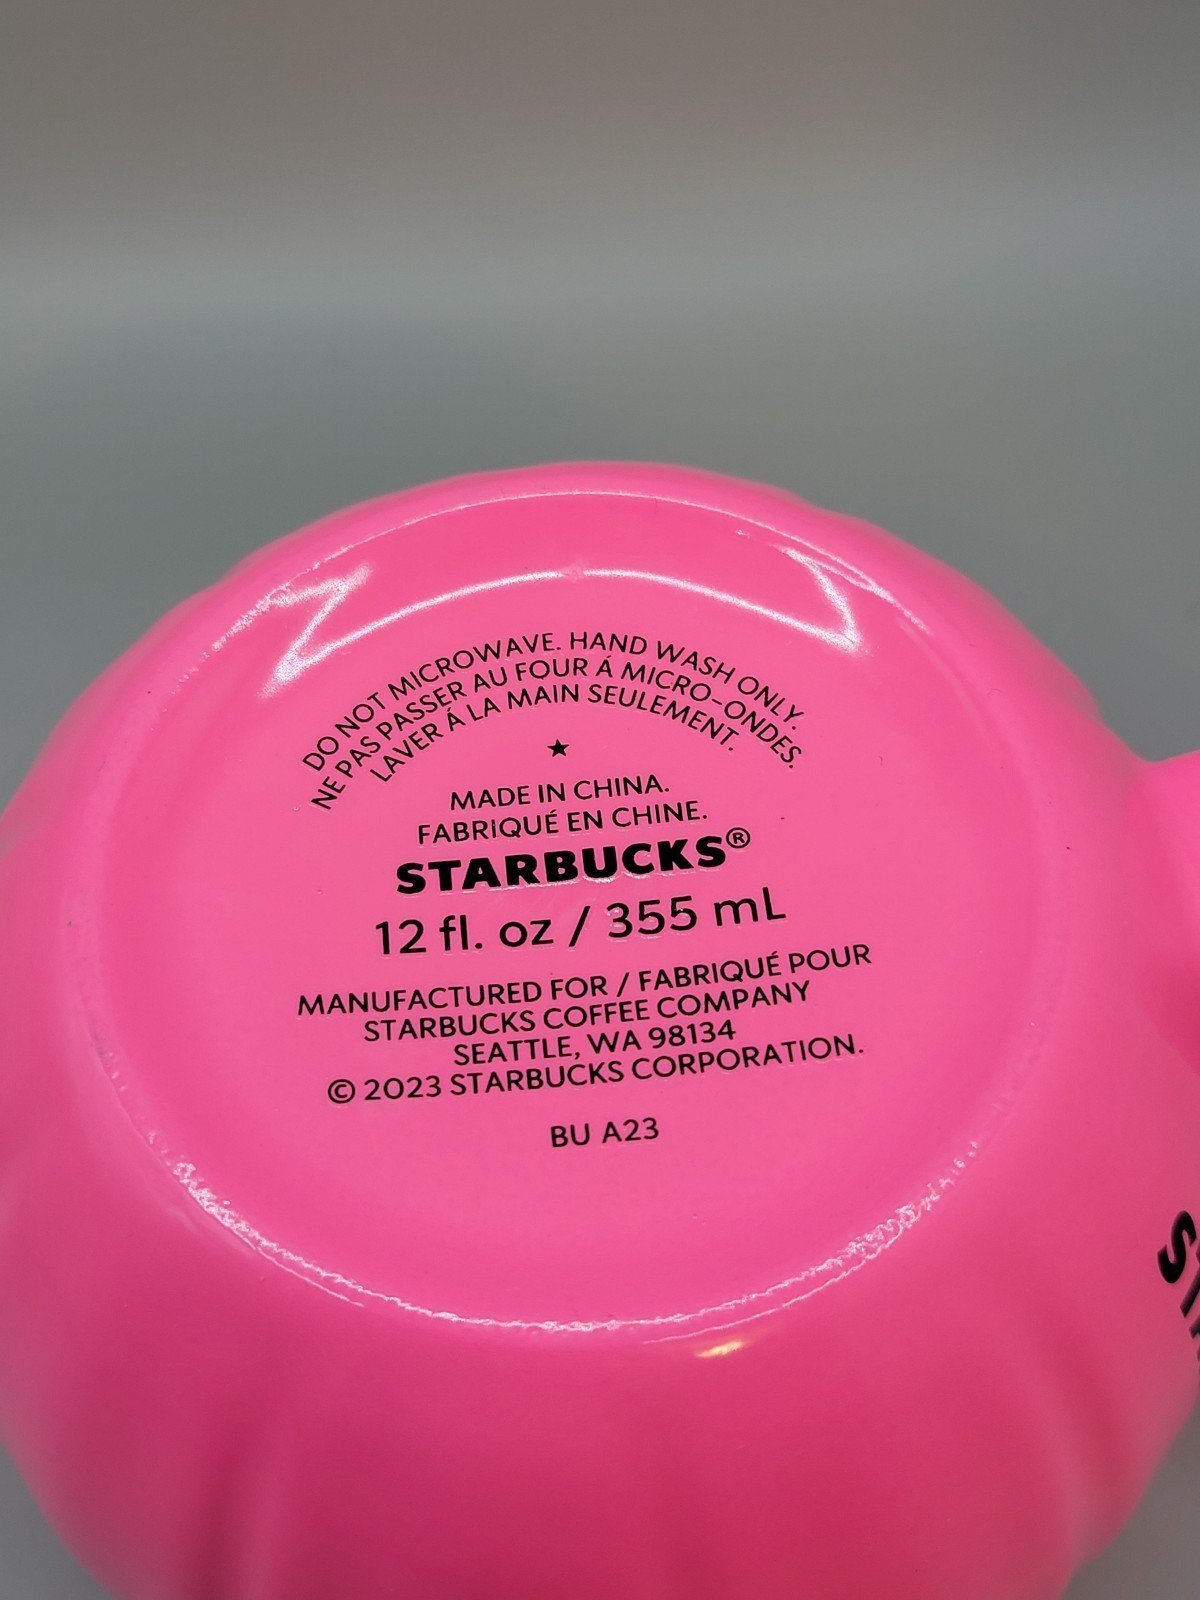 DO NOT MICROWAVE. HAND WASH ONLY.
NE PAS PASSER AU FOUR Á MICRO-ONDES.
LAVER Á LA MAIN SEULEMENT.
★
MADE IN CHINA.
FABRIQUÉ EN CHINE.
STARBUCKS®
12 fl. oz / 355 mL
MANUFACTURED FOR / FABRIQUÉ POUR
STARBUCKS COFFEE COMPANY
SEATTLE, WA 98134
© 2023 STARBUCKS CORPORATION.
BU A23